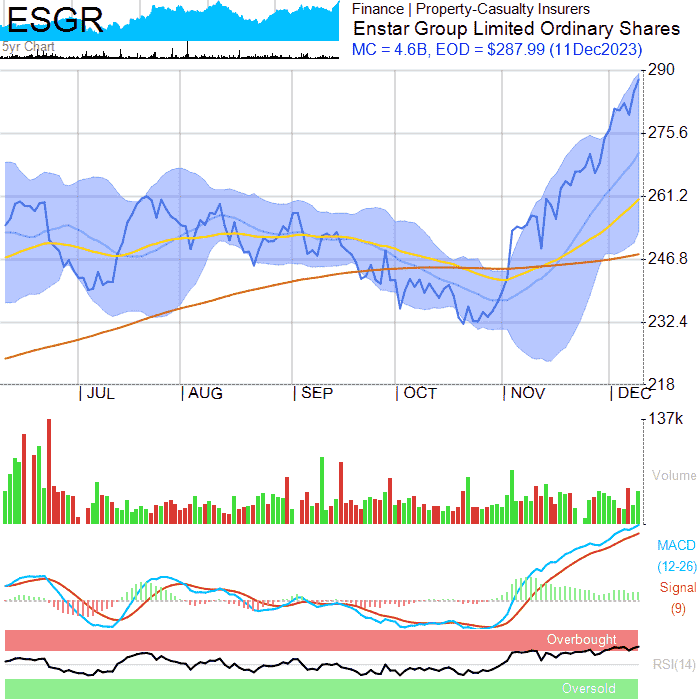 ESGR
Finance | Property-Casualty Insurers
Enstar Group Limited Ordinary Shares
5yr Chart
MC = 4.6B, EOD = $287.99 (11Dec2023)
290
275.6
261.2
246.8
232.4
218
| JUL | AUG | SEP | OCT | NOV | DEC
137k
Volume
MACD
(12-26)
Signal
(9)
Overbought
RSI(14)
Oversold